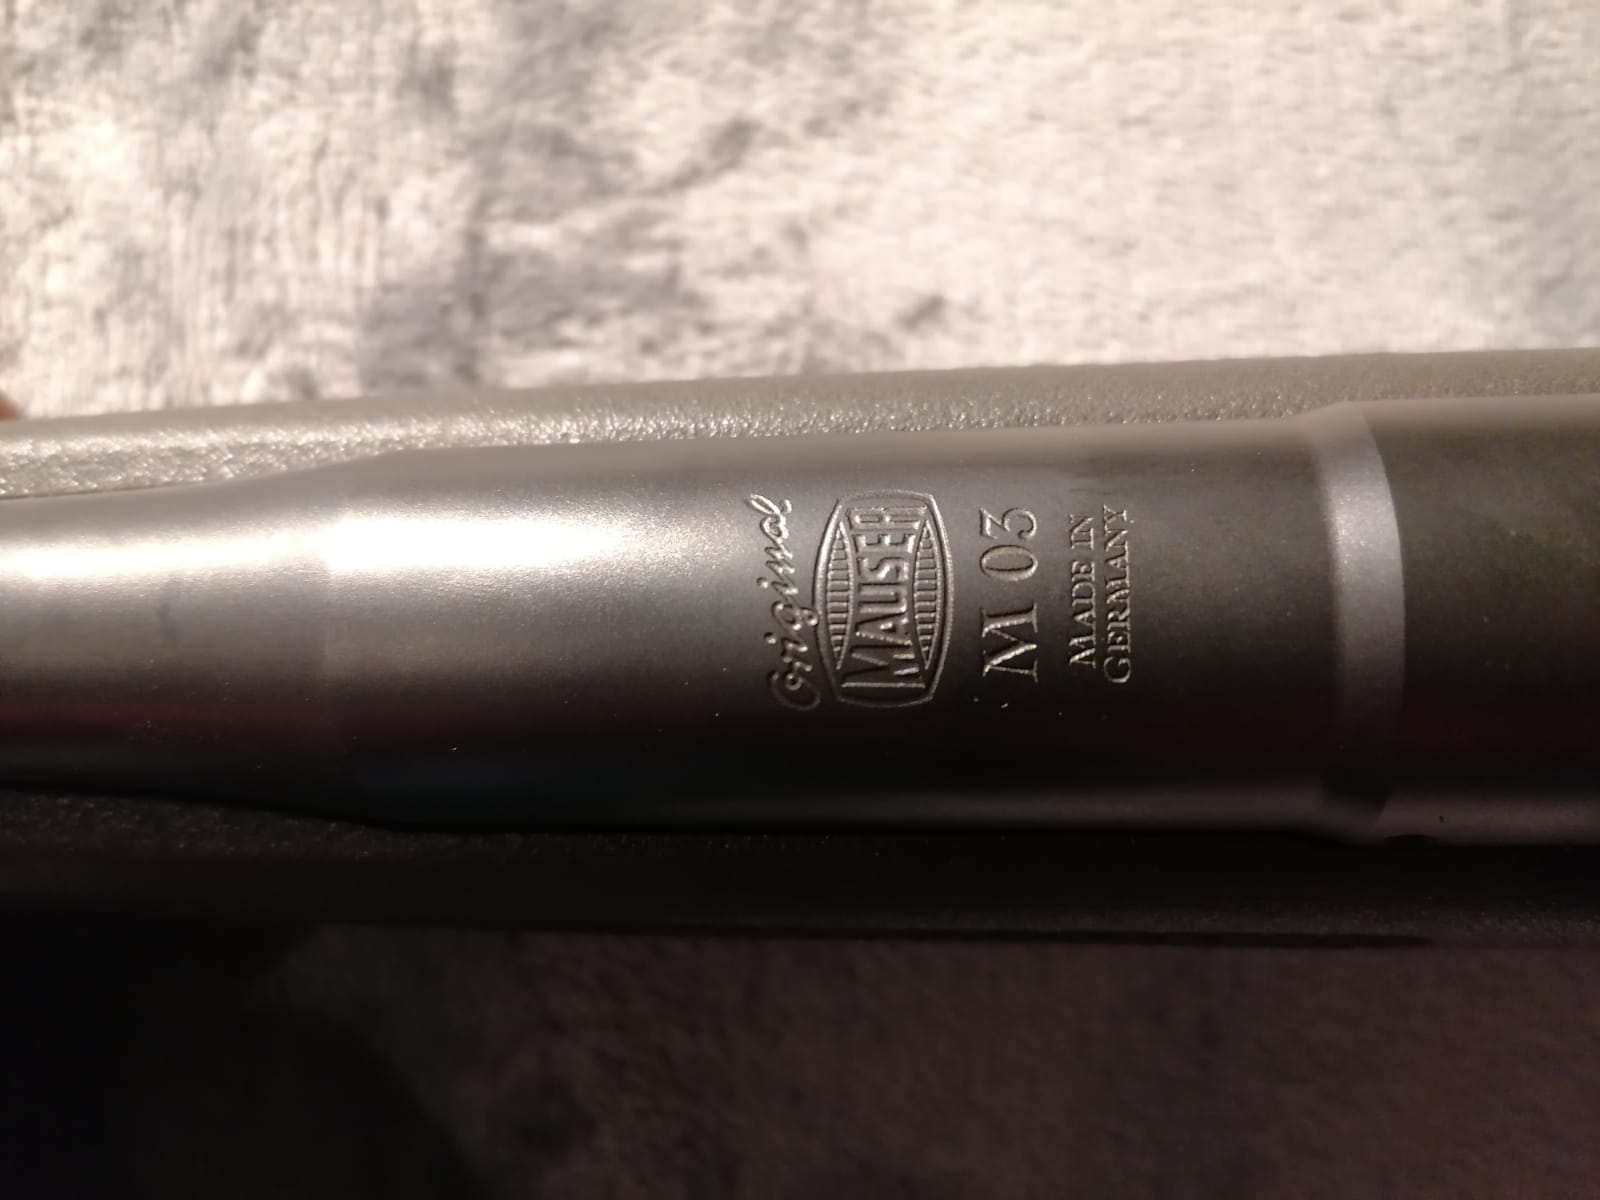 Original
MAUSER
M 03
MADE IN
GERMANY